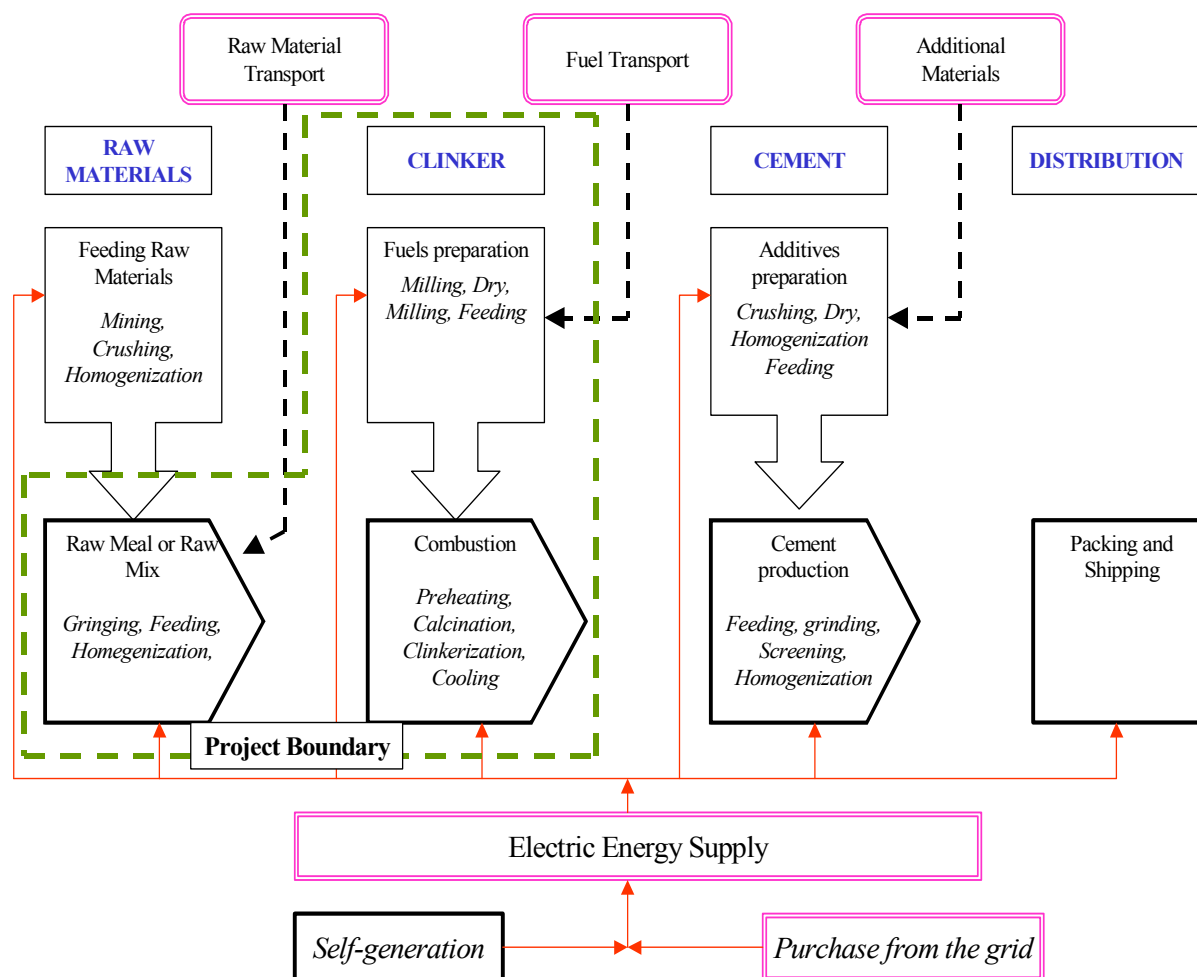 Raw Material
Transport
Fuel Transport
Additional
Materials
RAW
MATERIALS
CLINKER
CEMENT
DISTRIBUTION
Feeding Raw
Materials
Mining,
Crushing,
Homogenization
Fuels preparation
Milling, Dry,
Milling, Feeding
Additives
preparation
Crushing, Dry,
Homogenization
Feeding
Raw Meal or Raw
Mix
Gringing, Feeding,
Homegenization,
Combustion
Preheating,
Calcination,
Clinkerization,
Cooling
Cement
production
Feeding, grinding,
Screening,
Homogenization
Packing and
Shipping
Project Boundary
Electric Energy Supply
Self-generation
Purchase from the grid